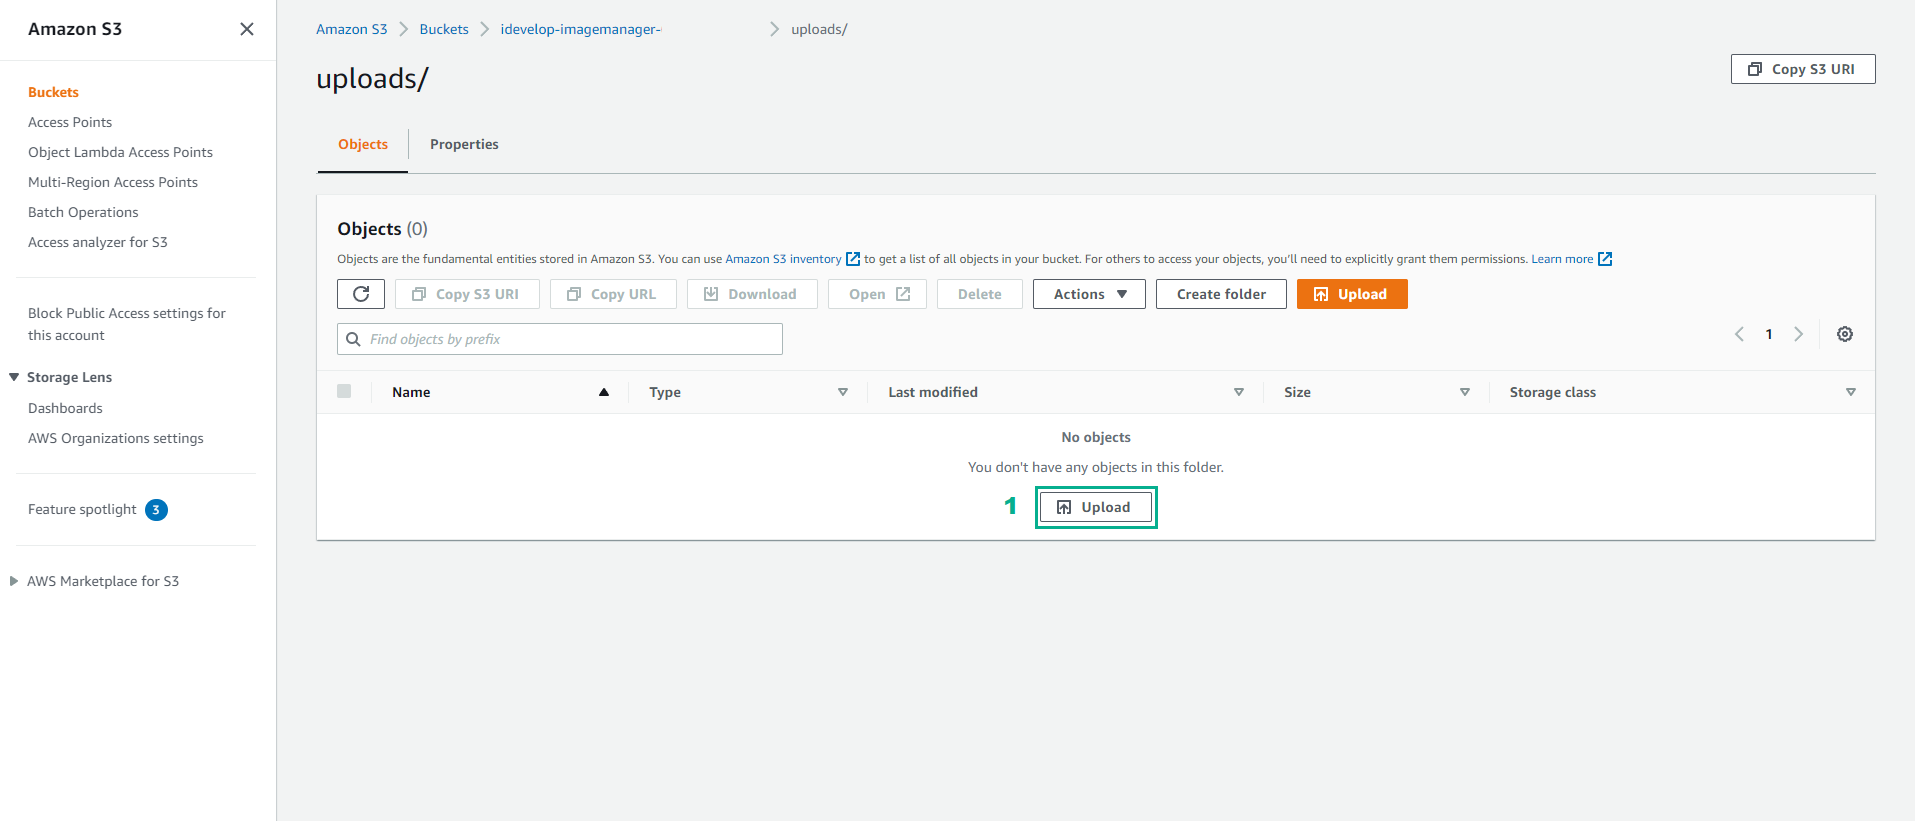 Amazon S3
Buckets
Access Points
Object Lambda Access Points
Multi-Region Access Points
Batch Operations
Access analyzer for S3
Block Public Access settings for
this account
Storage Lens
Dashboards
AWS Organizations settings
Feature spotlight 3
AWS Marketplace for S3
Amazon S3 Buckets idevelop-imagemanager- uploads/
uploads/
Copy S3 URI
Objects Properties
Objects (0)
Objects are the fundamental entities stored in Amazon S3. You can use Amazon S3 inventory to get a list of all objects in your bucket. For others to access your objects, you'll need to explicitly grant them permissions. Learn more
Copy S3 URI Copy URL Download Open Delete Actions Create folder Upload
Find objects by prefix
1
Name Type Last modified Size Storage class
No objects
You don't have any objects in this folder.
1 Upload